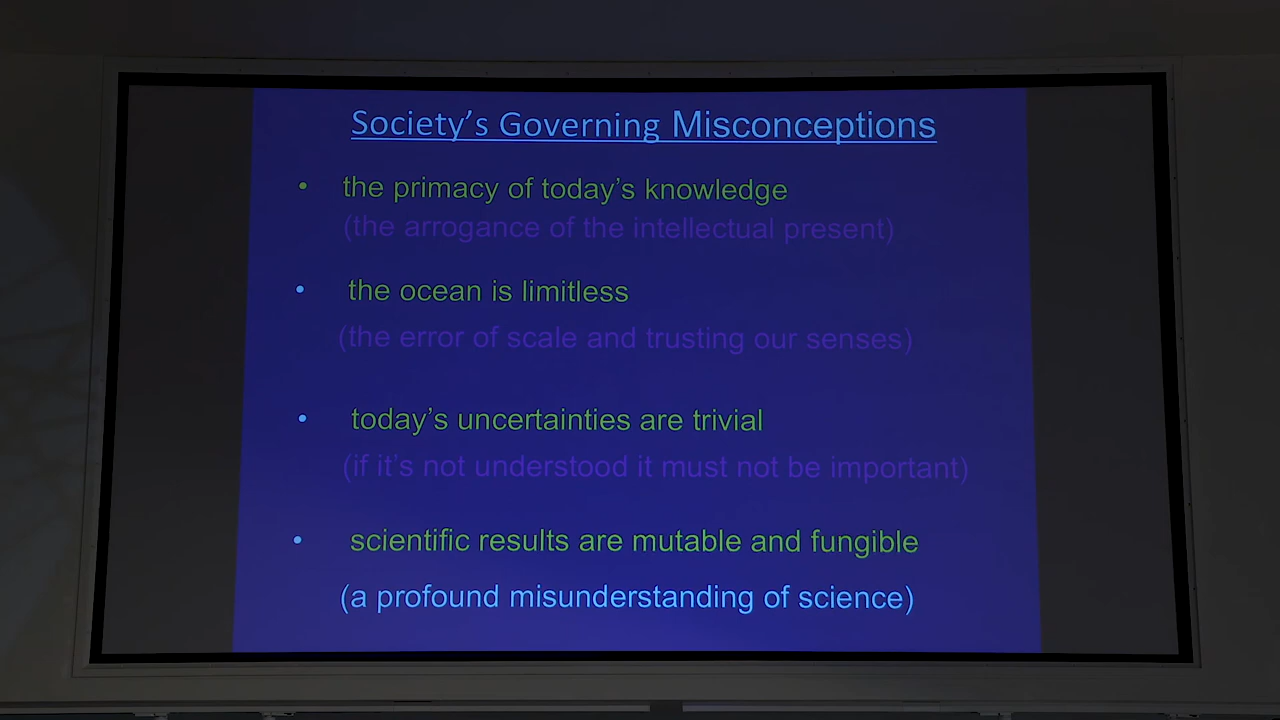 Society's Governing Misconceptions
• the primacy of today's knowledge
(the arrogance of the intellectual present)
• the ocean is limitless
(the error of scale and trusting our senses)
• today's uncertainties are trivial
(if it's not understood it must not be important)
• scientific results are mutable and fungible
(a profound misunderstanding of science)